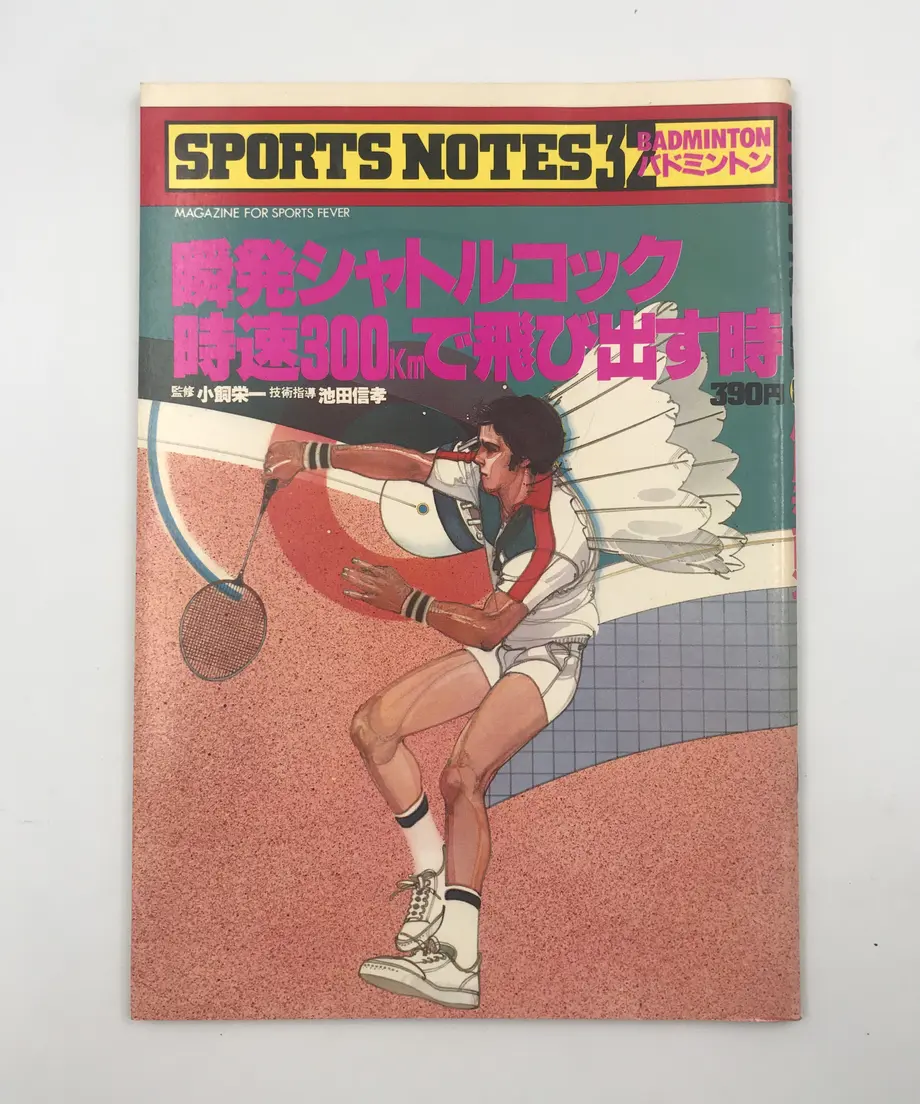 SPORTS NOTES 32
BADMINTON
バドミントン
MAGAZINE FOR SPORTS FEVER
瞬発シャトルコック
時速300Kmで飛び出す時
監修 小飼栄一 技術指導 池田信孝
390円